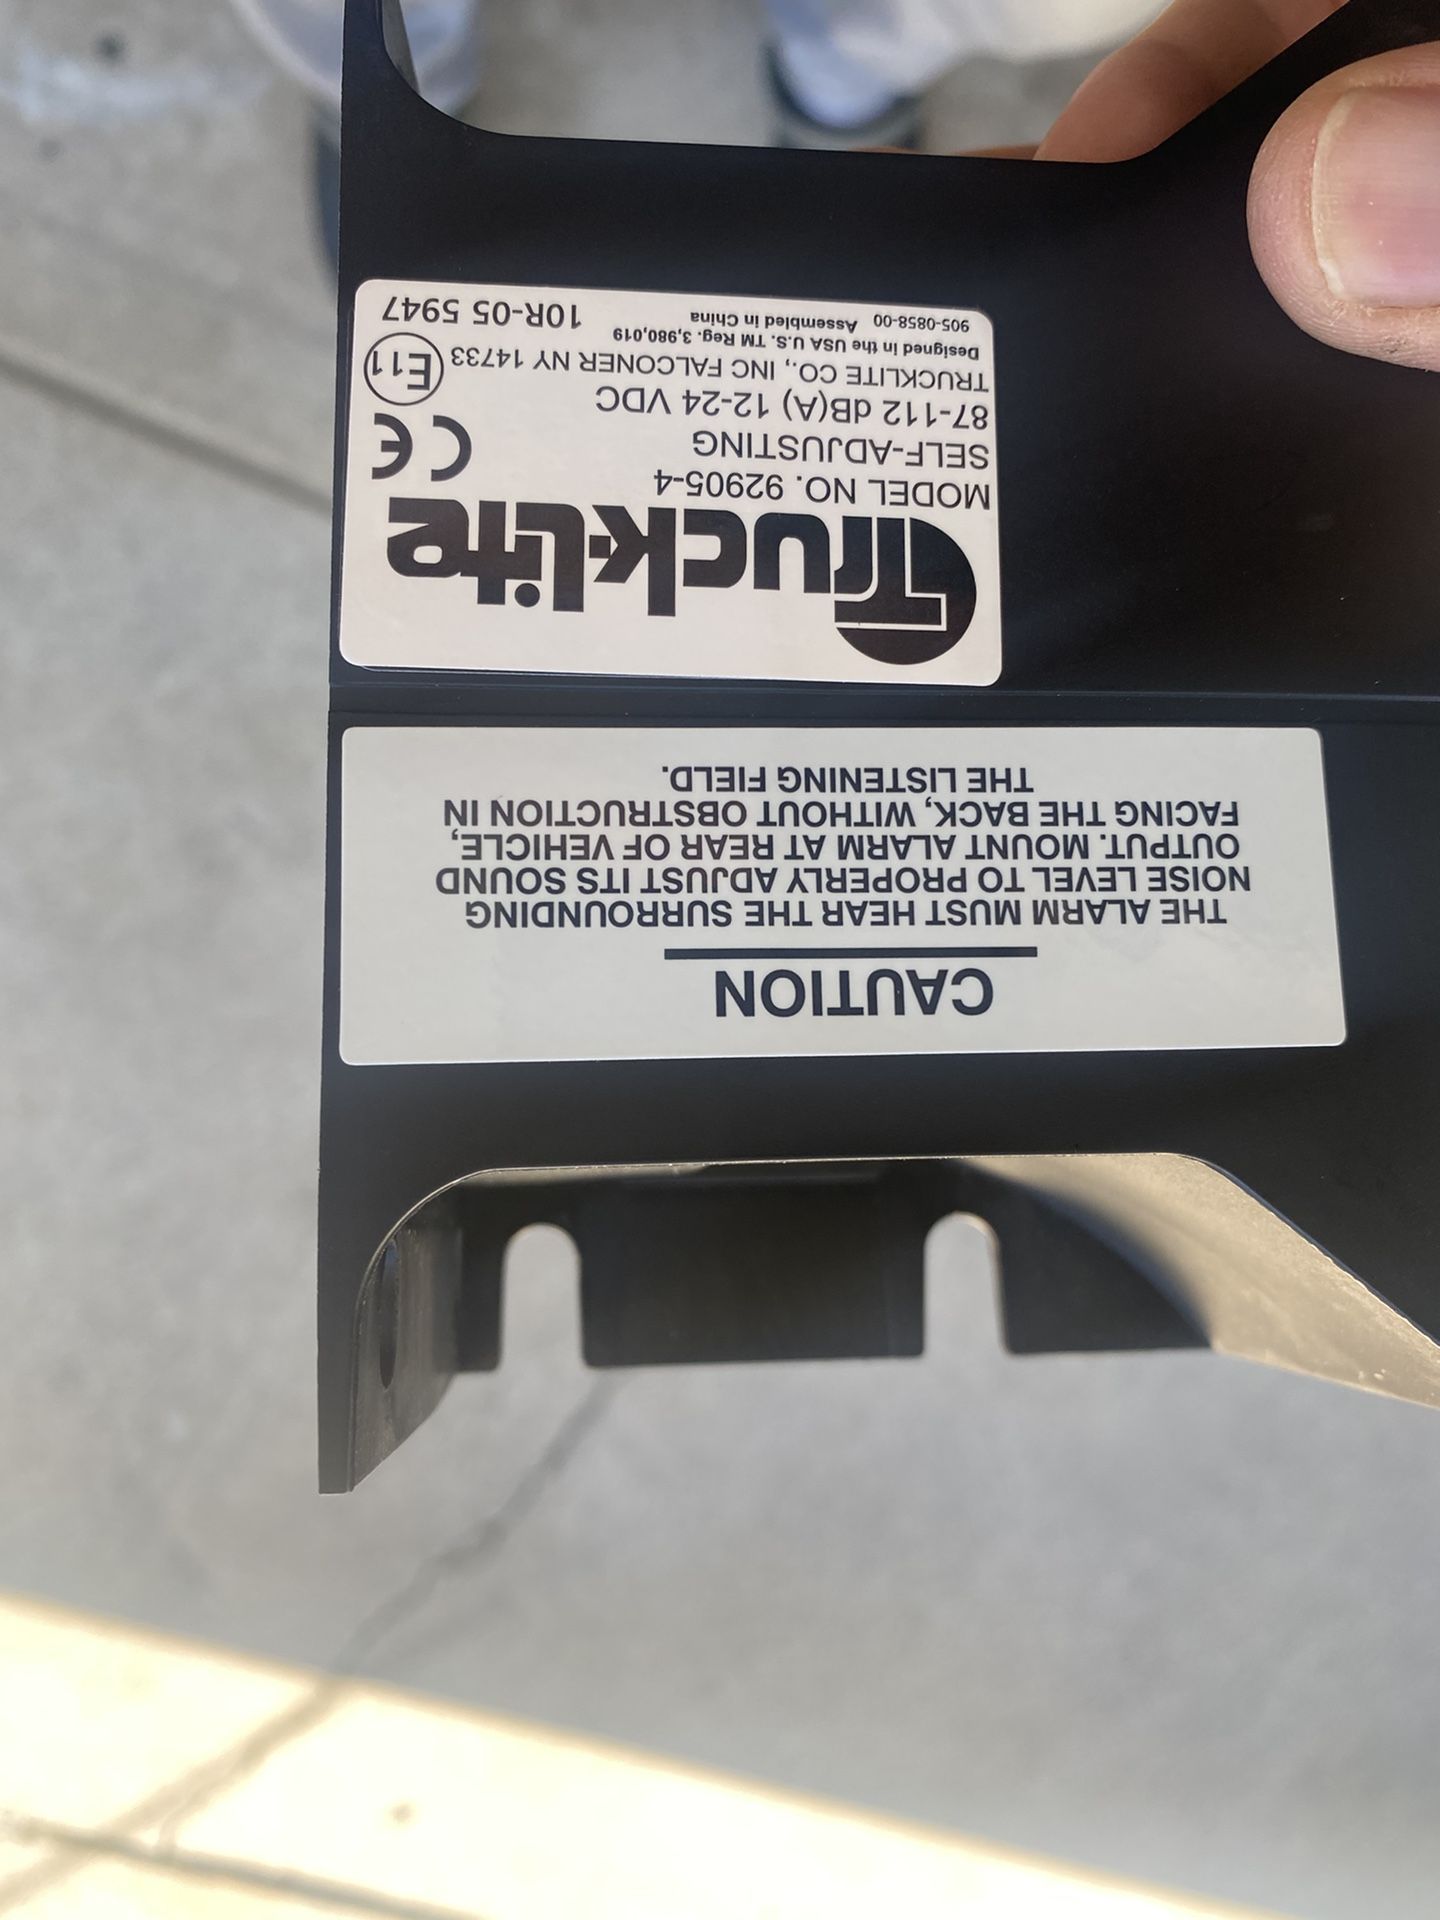 CAUTION
THE ALARM MUST HEAR THE SURROUNDING
NOISE LEVEL TO PROPERLY ADJUST ITS SOUND
OUTPUT. MOUNT ALARM AT REAR OF VEHICLE,
FACING THE BACK, WITHOUT OBSTRUCTION IN
THE LISTENING FIELD.
Truck-Lite
MODEL NO. 92905-4
SELF-ADJUSTING
CE
87-112 dB(A) 12-24 VDC
TRUCKLITE CO., INC FALCONER NY 14733
E11
Designed in the USA U.S. TM Reg. 3,980,019
905-0858-00 Assembled in China
10R-05 5947